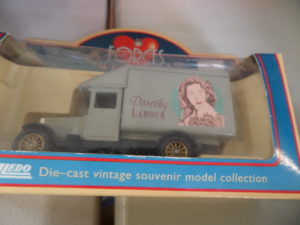 FORCES
Dorothy
LAMOUR
LLEDO
Die-cast vintage souvenir model collection